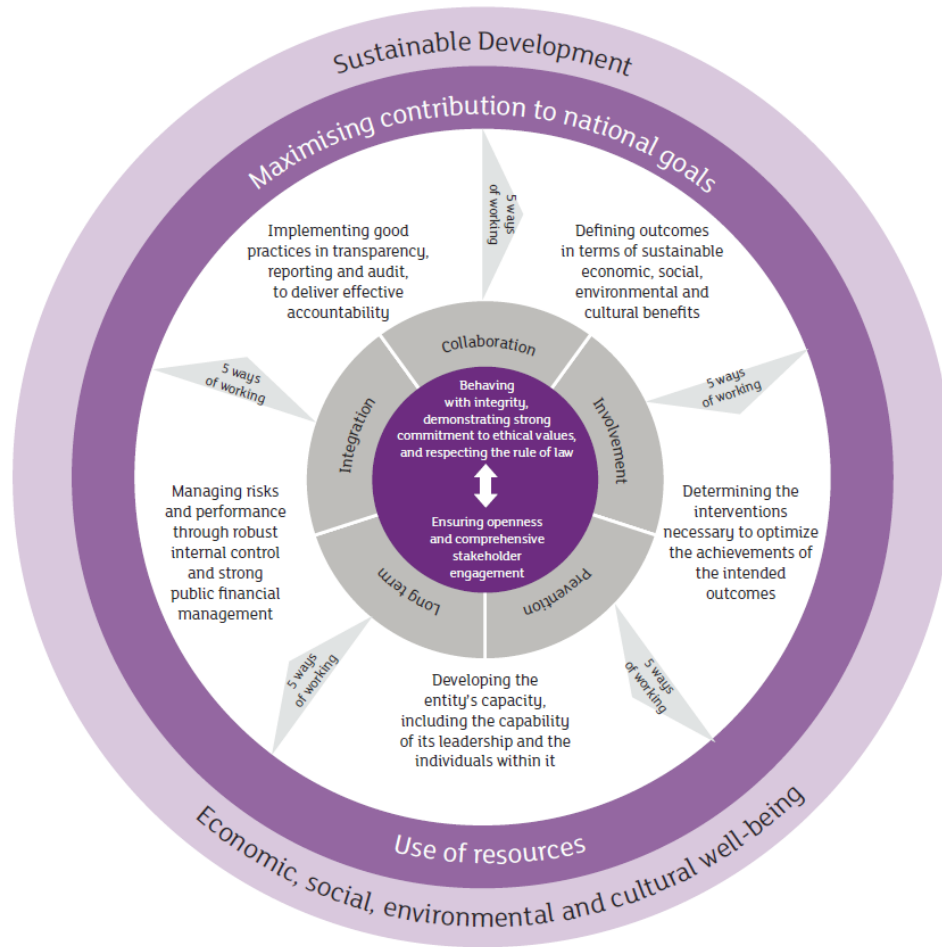 Sustainable Development
Maximising contribution to national goals
5 ways
of working
Implementing good
practices in transparency,
reporting and audit,
to deliver effective
accountability
Defining outcomes
in terms of sustainable
economic, social,
environmental and
cultural benefits
Collaboration
5 ways
of working
5 ways
of working
Integration
Involvement
Behaving
with integrity,
demonstrating strong
commitment to ethical values,
and respecting the rule of law
Ensuring openness
and comprehensive
stakeholder
engagement
Managing risks
and performance
through robust
internal control
and strong
public financial
management
Determining the
interventions
necessary to optimize
the achievements of
the intended
outcomes
Long term
Prevention
5 ways
of working
5 ways
of working
Developing the
entity's capacity,
including the capability
of its leadership and the
individuals within it
Use of resources
Economic, social, environmental and cultural well-being